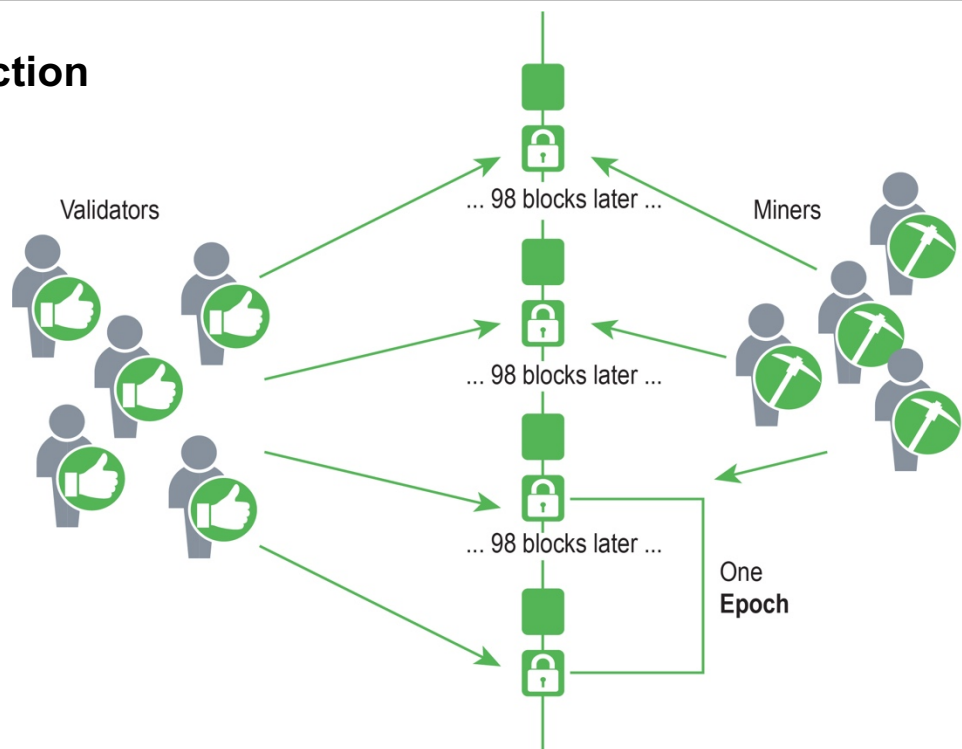 ction
Validators
Miners
... 98 blocks later ...
... 98 blocks later ...
... 98 blocks later ...
One
Epoch